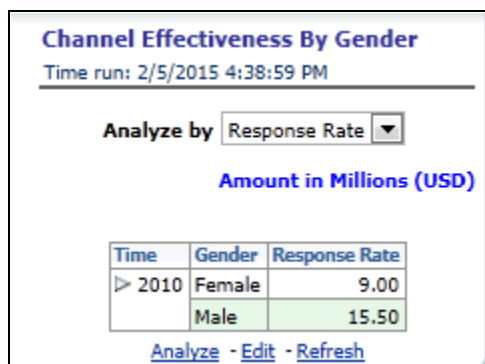 Channel Effectiveness By Gender
Time run: 2/5/2015 4:38:59 PM
Analyze by Response Rate
Amount in Millions (USD)
Time Gender Response Rate
2010 Female 9.00
Male 15.50
Analyze - Edit - Refresh